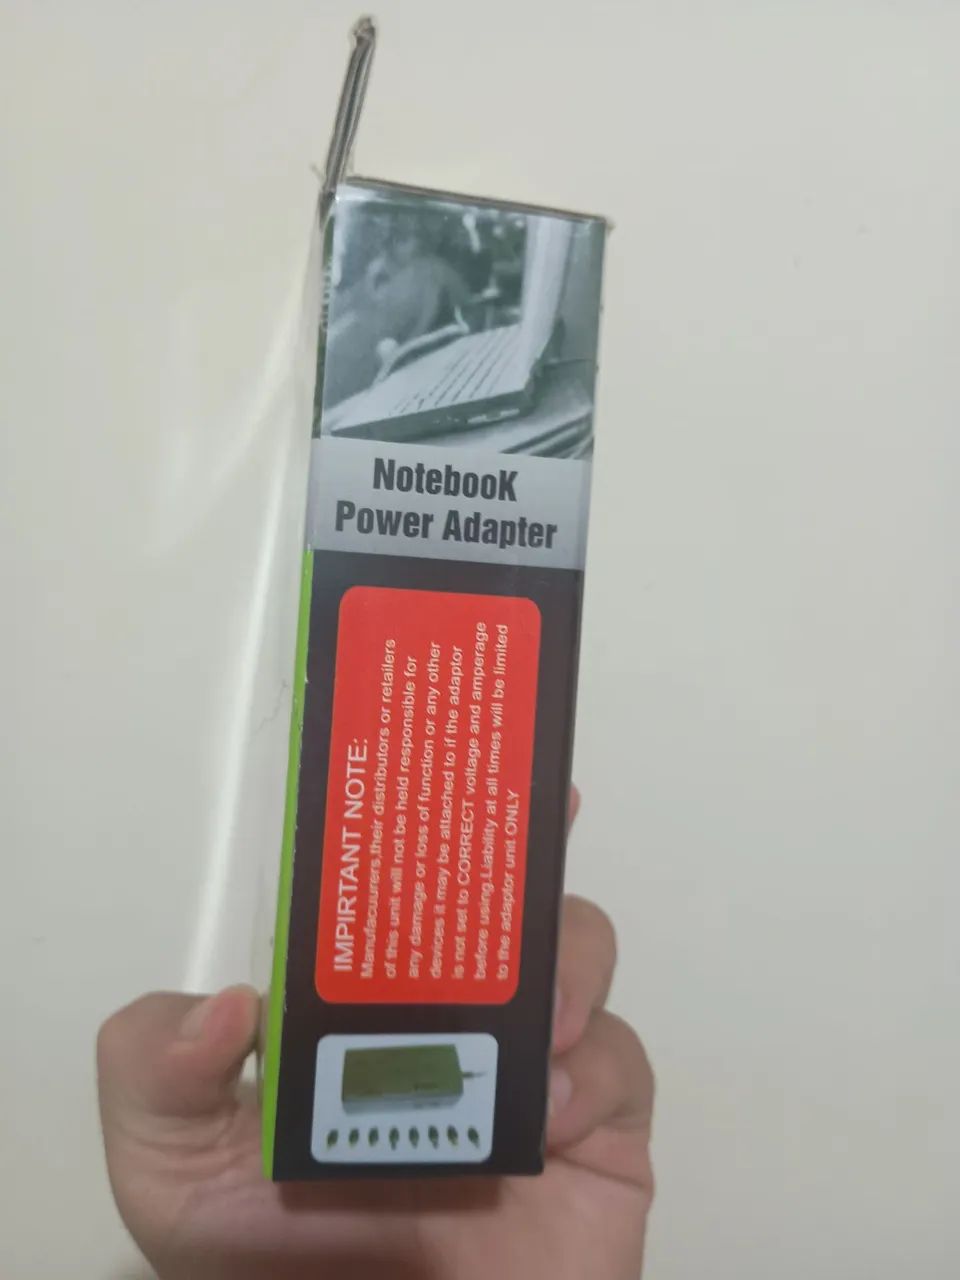 NotebooK
Power Adapter
IMPIRTANT NOTE:
Manufacuurers,their distributors or retailers
of this unit will not be held responsible for
any damage or loss of function or any other
devices it may be attached to if the adaptor
is not set to CORRECT voltage and amperage
before using.Liability at all times will be limited
to the adaptor unit ONLY